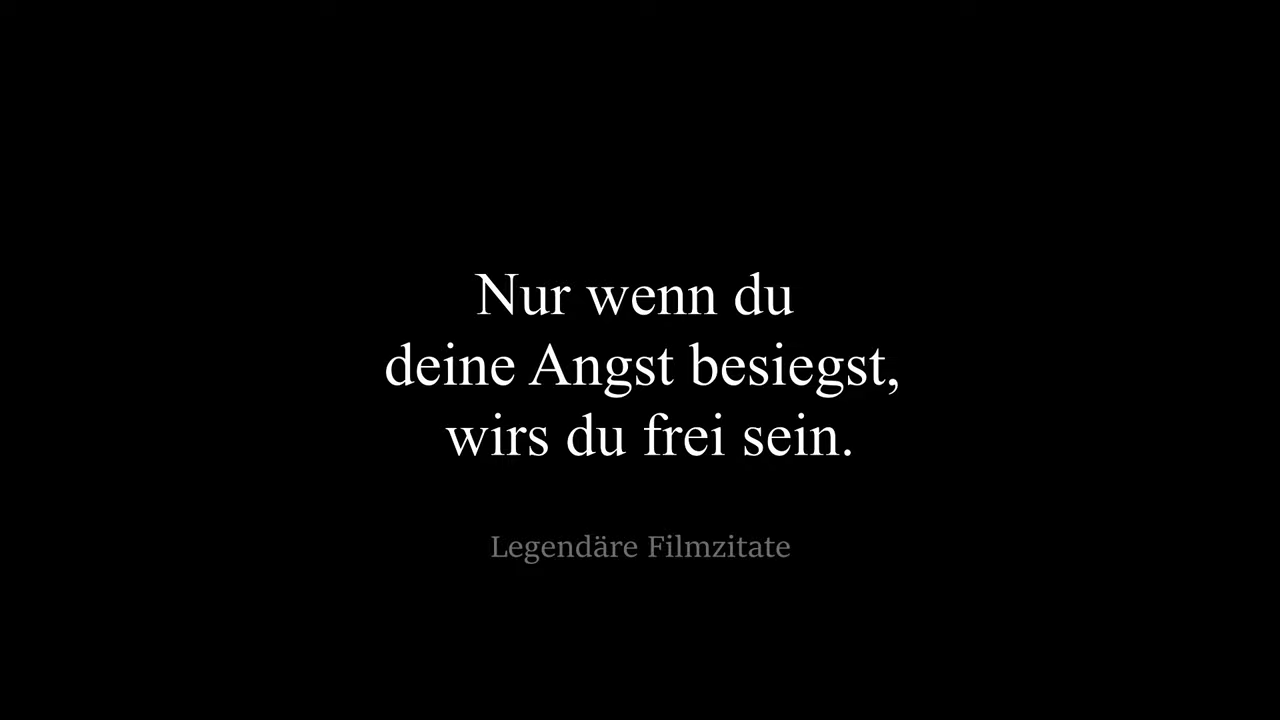 Nur wenn du
deine Angst besiegst,
wirs du frei sein.
Legendäre Filmzitate